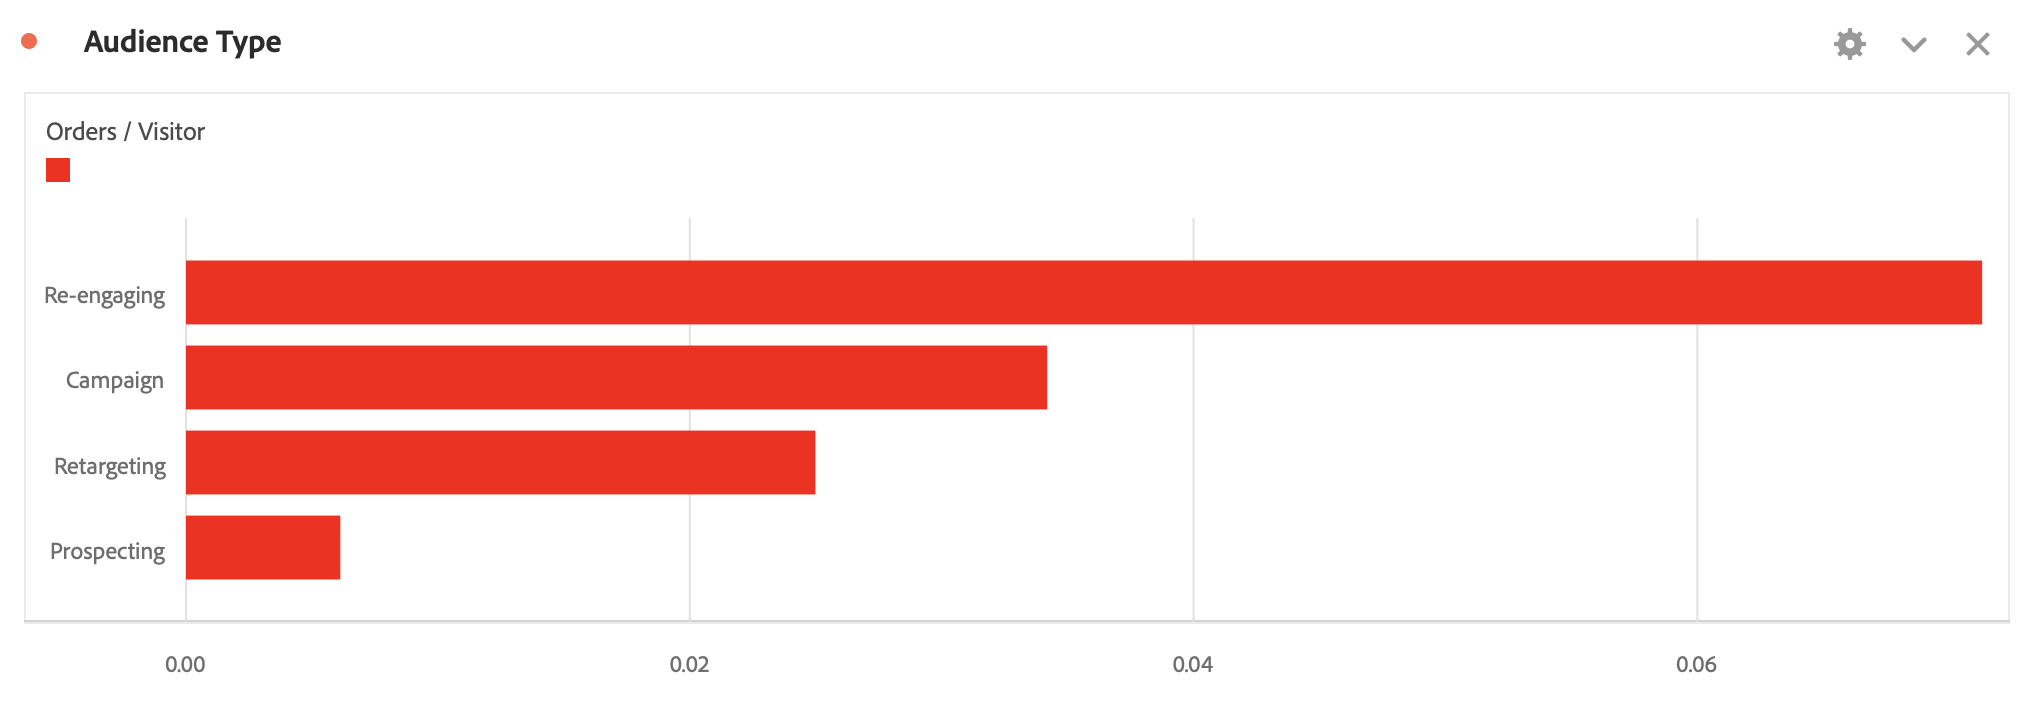 Audience Type
Orders / Visitor
Re-engaging
Campaign
Retargeting
Prospecting
0.00 0.02 0.04 0.06